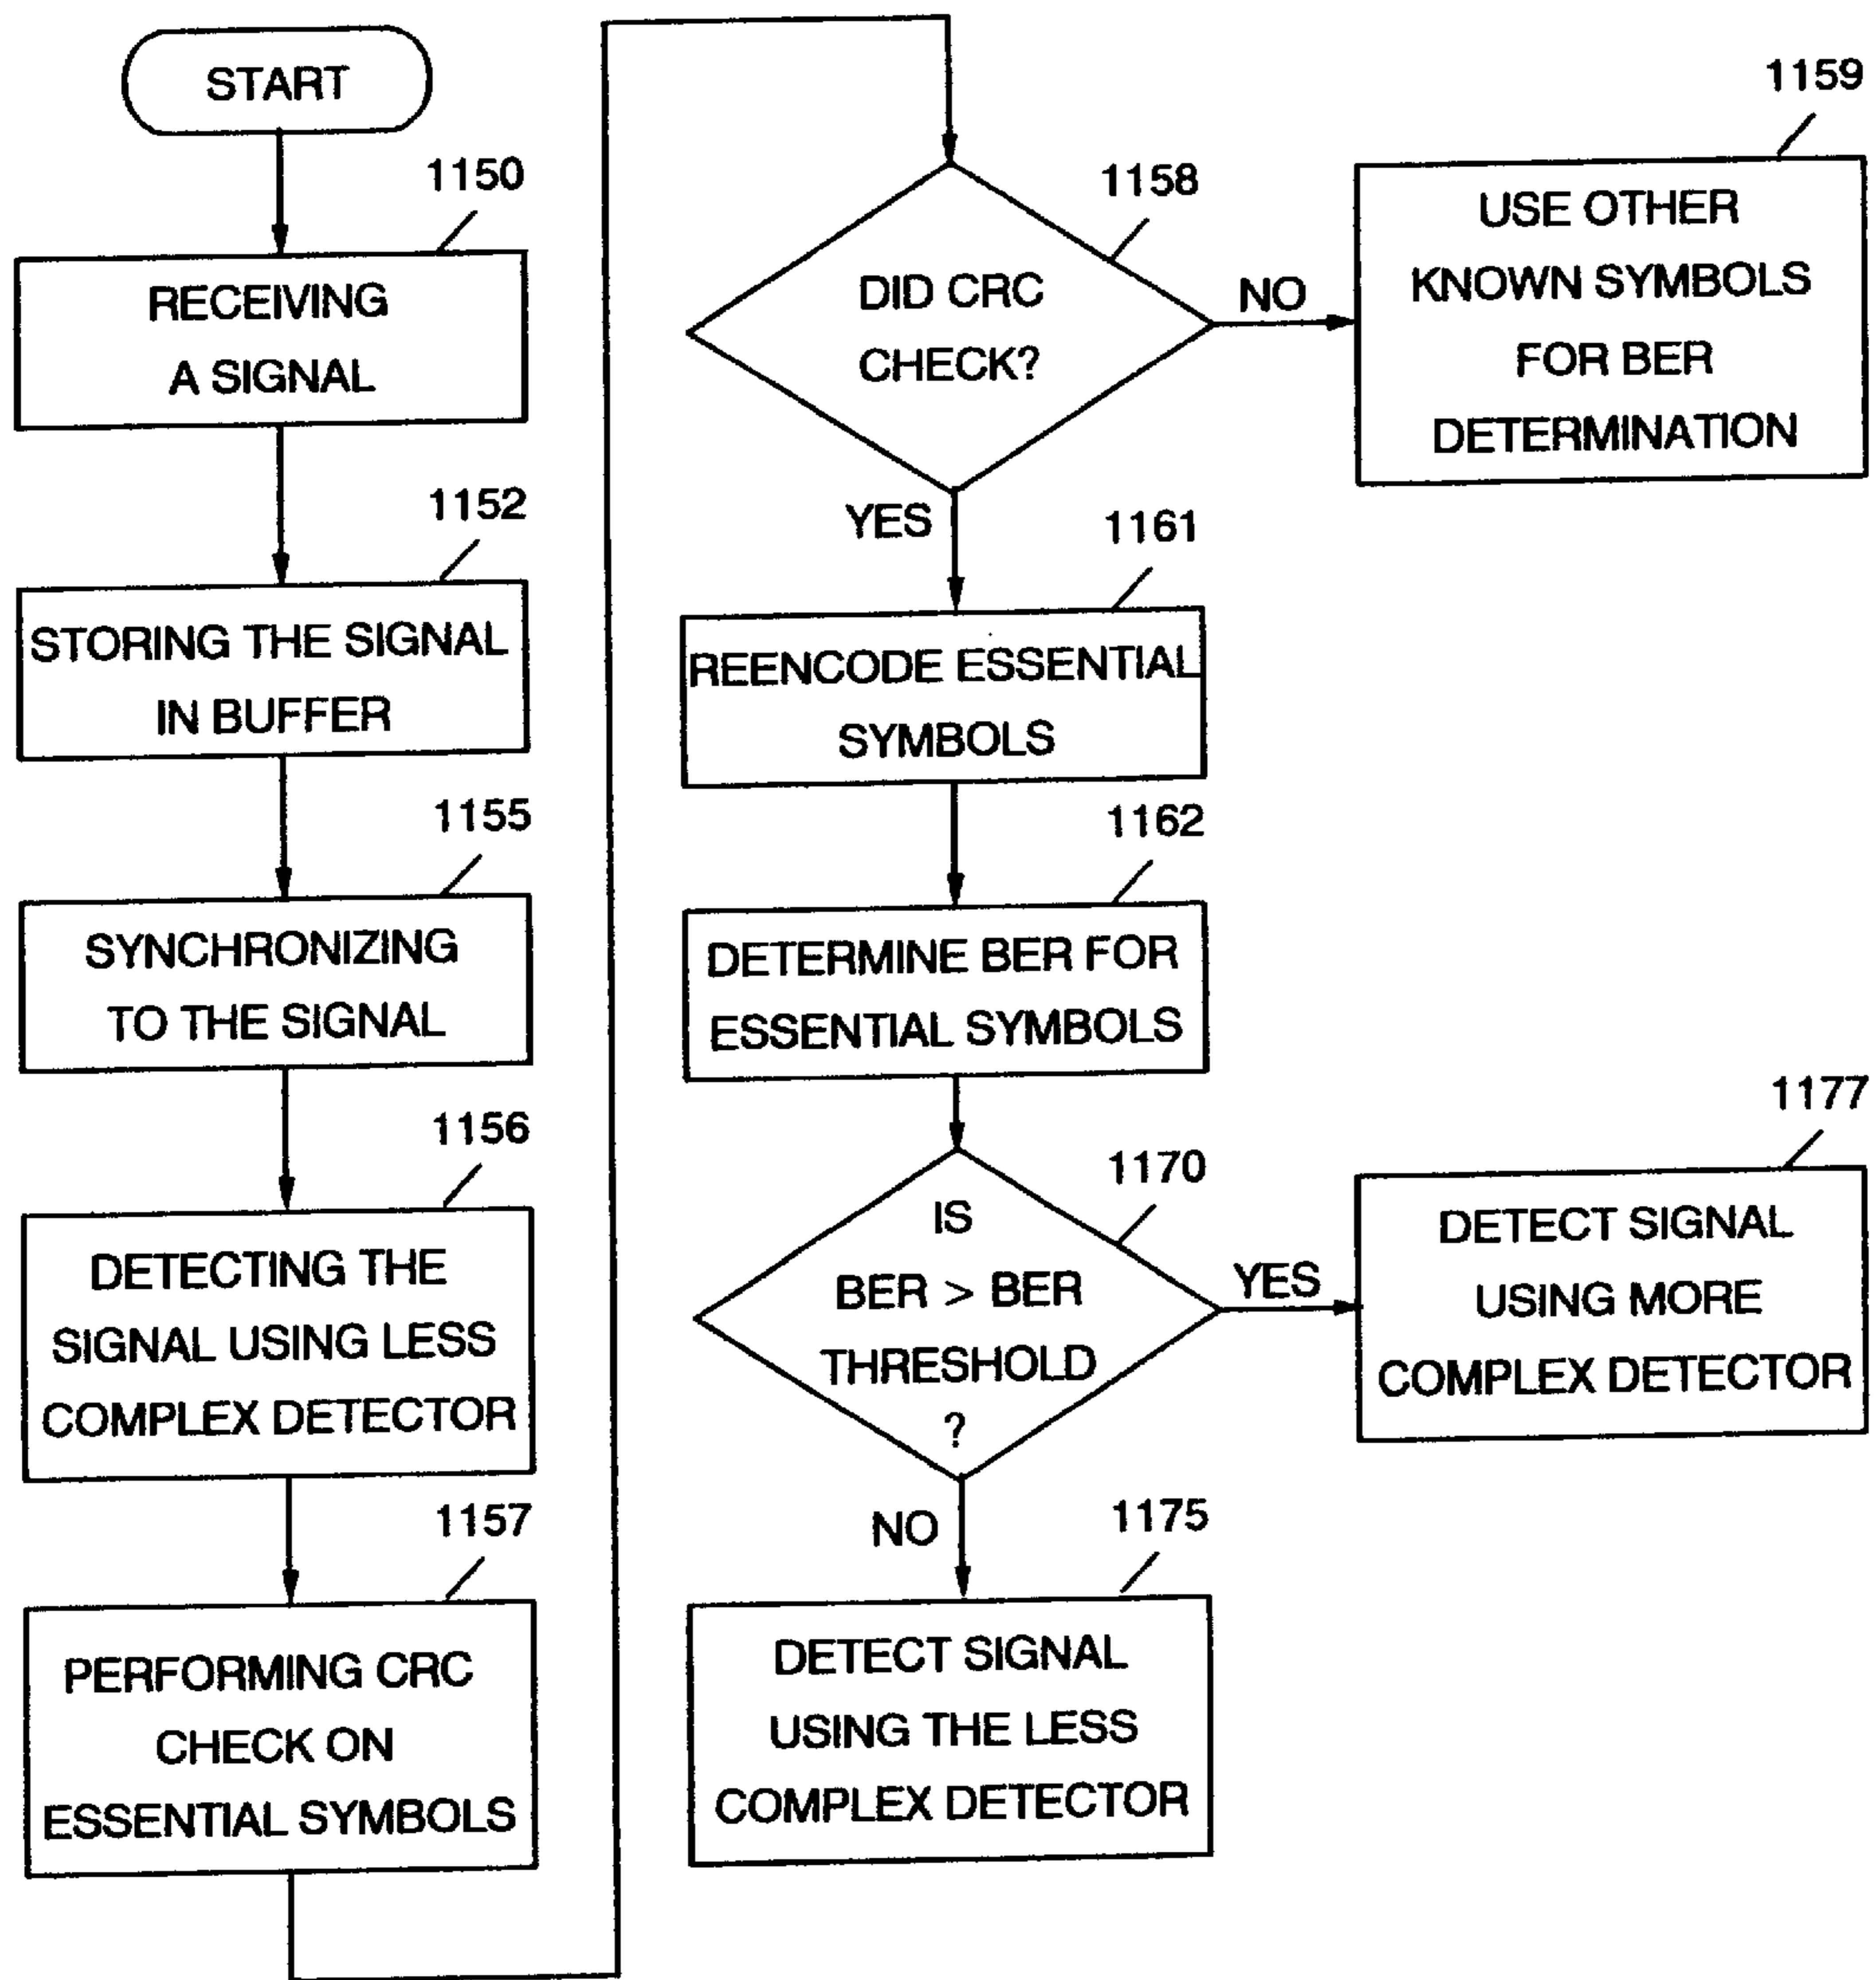 START
1150
RECEIVING
A SIGNAL
1152
STORING THE SIGNAL
IN BUFFER
1155
SYNCHRONIZING
TO THE SIGNAL
1156
DETECTING THE
SIGNAL USING LESS
COMPLEX DETECTOR
1157
PERFORMING CRC
CHECK ON
ESSENTIAL SYMBOLS
1158
DID CRC
CHECK?
NO
1159
USE OTHER
KNOWN SYMBOLS
FOR BER
DETERMINATION
YES
1161
REENCODE ESSENTIAL
SYMBOLS
1162
DETERMINE BER FOR
ESSENTIAL SYMBOLS
1170
IS
BER > BER
THRESHOLD
?
YES
1177
DETECT SIGNAL
USING MORE
COMPLEX DETECTOR
NO
1175
DETECT SIGNAL
USING THE LESS
COMPLEX DETECTOR